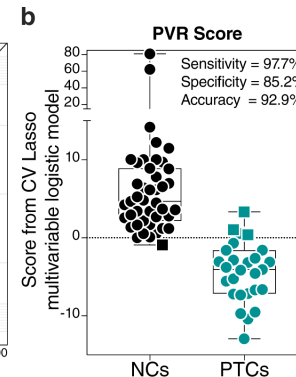 b
PVR Score
Sensitivity = 97.7%
Specificity = 85.2%
Accuracy = 92.9%
Score from CV Lasso
multivariable logistic model
80
60
40
20
10
0
-10
NCs
PTCs
00